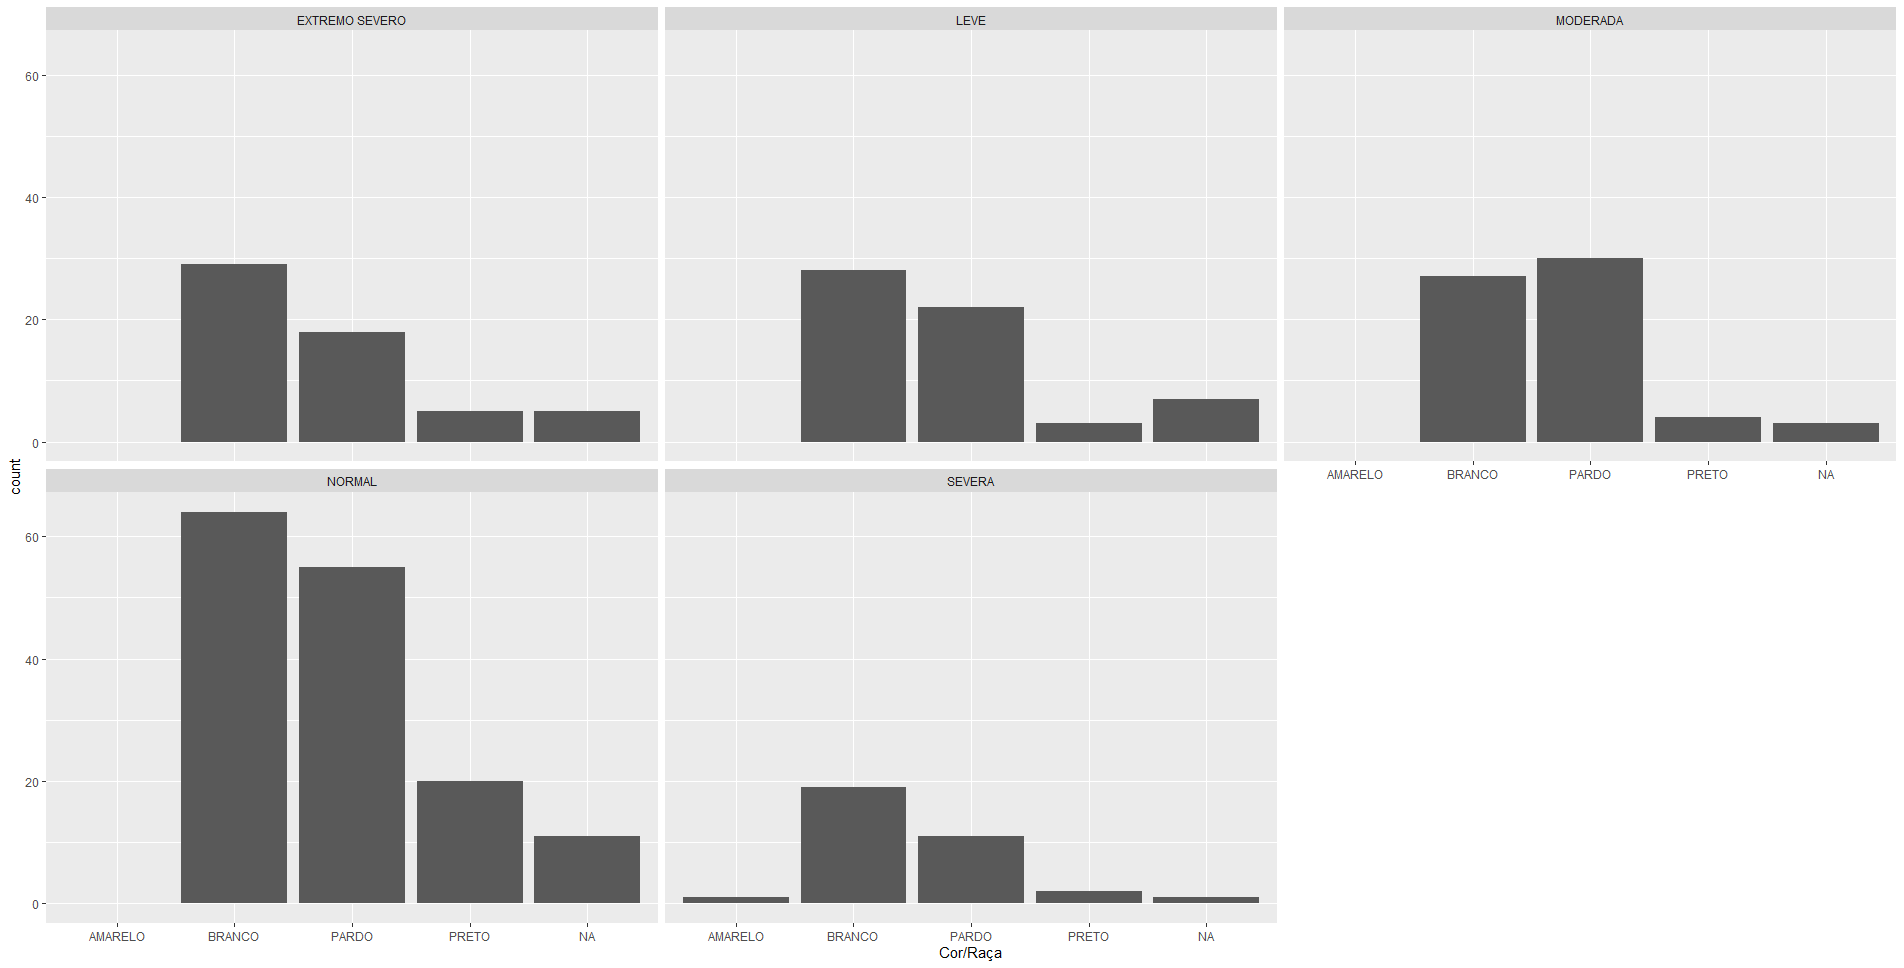 EXTREMO SEVERO
LEVE
MODERADA
60
40
20
0
AMARELO BRANCO PARDO PRETO NA
count
NORMAL
SEVERA
60
40
20
0
AMARELO BRANCO PARDO PRETO NA
AMARELO BRANCO PARDO PRETO NA
Cor/Raça